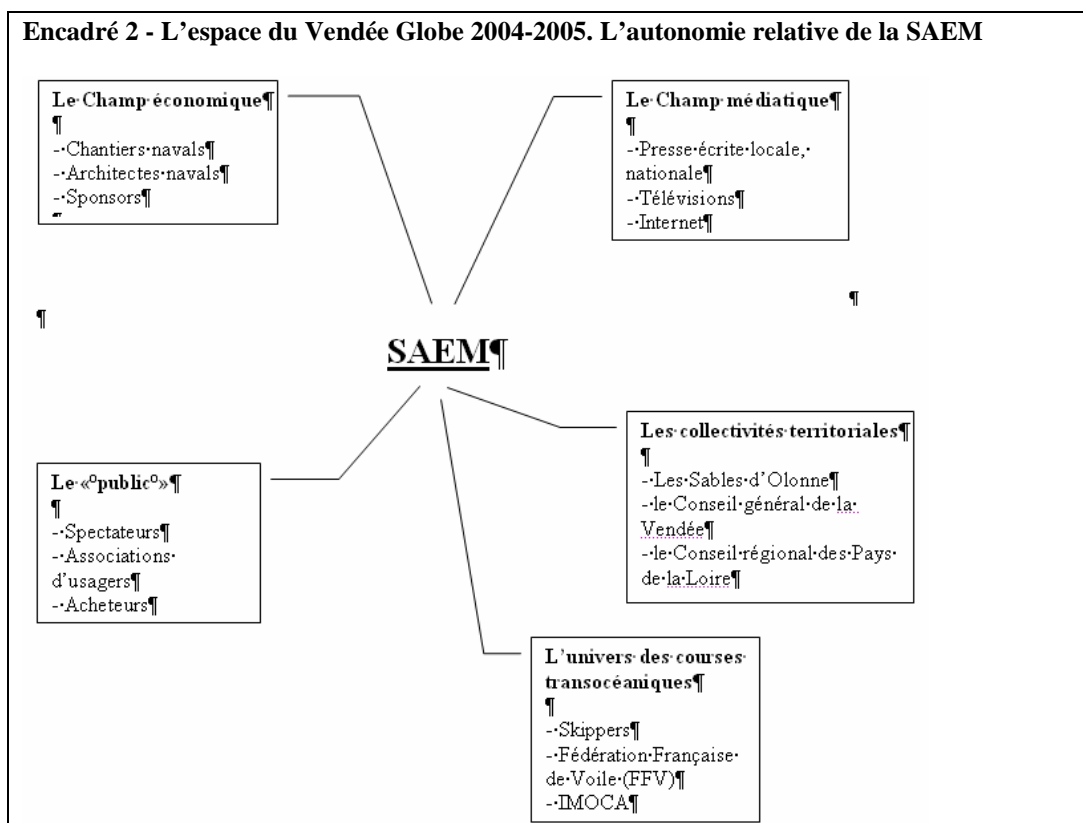 Encadré 2 - L'espace du Vendée Globe 2004-2005. L'autonomie relative de la SAEM
Le·Champ·économique¶
¶
-·Chantiers·navals¶
-·Architectes·navals¶
-·Sponsors¶
¶
Le·Champ·médiatique¶
¶
-·Presse·écrite·locale,·
nationale¶
-·Télévisions¶
-·Internet¶
¶
¶
SAEM¶
Les·collectivités·territoriales¶
¶
-·Les·Sables·d'Olonne¶
-·le·Conseil·général·de·la·
Vendée¶
-·le·Conseil·régional·des·Pays·
de·la·Loire¶
Le·«°public°»¶
¶
-·Spectateurs¶
-·Associations·
d'usagers¶
-·Acheteurs¶
L'univers·des·courses·
transocéaniques¶
¶
-·Skippers¶
-·Fédération·Française·
de·Voile·(FFV)¶
-·IMOCA¶